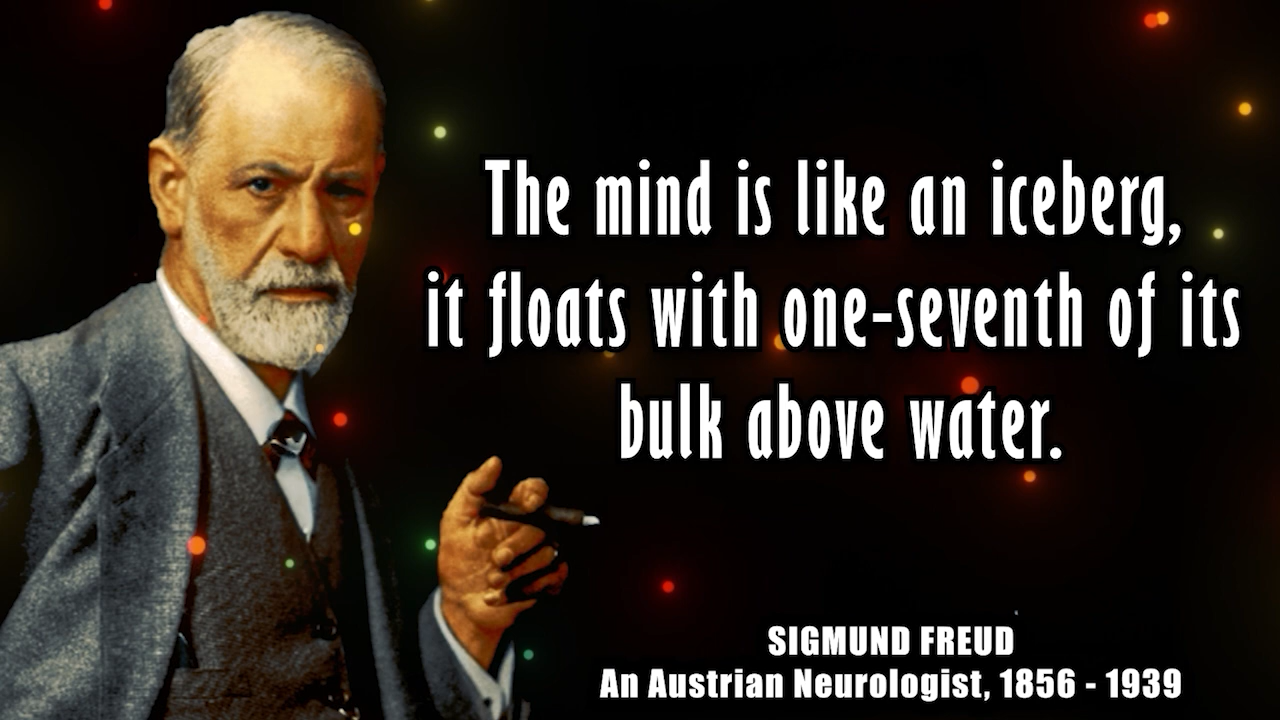 The mind is like an iceberg,
it floats with one-seventh of its
bulk above water.
SIGMUND FREUD
An Austrian Neurologist, 1856 - 1939